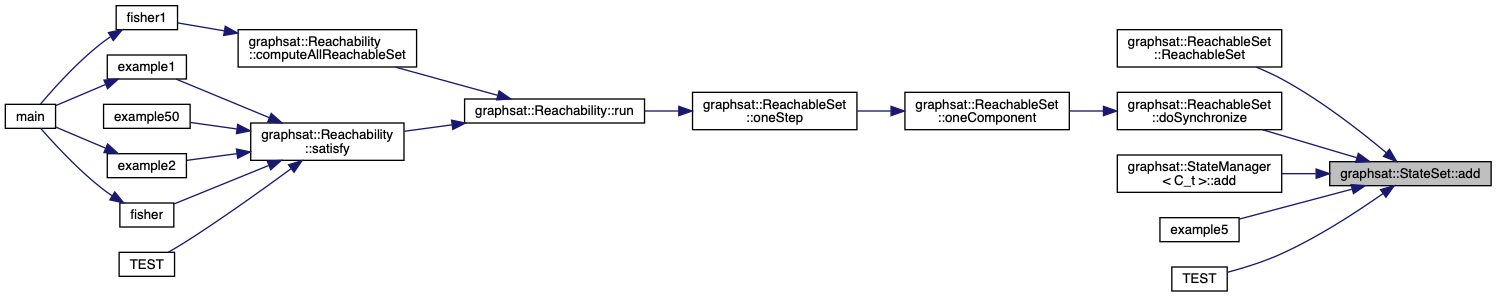 fisher1
graphsat::Reachability
::computeAllReachableSet
example1
main
example50
graphsat::Reachability
::satisfy
example2
fisher
TEST
graphsat::Reachability::run
graphsat::ReachableSet
::oneStep
graphsat::ReachableSet
::oneComponent
graphsat::ReachableSet
::ReachableSet
graphsat::ReachableSet
::doSynchronize
graphsat::StateManager
< C_t >::add
example5
TEST
graphsat::StateSet::add